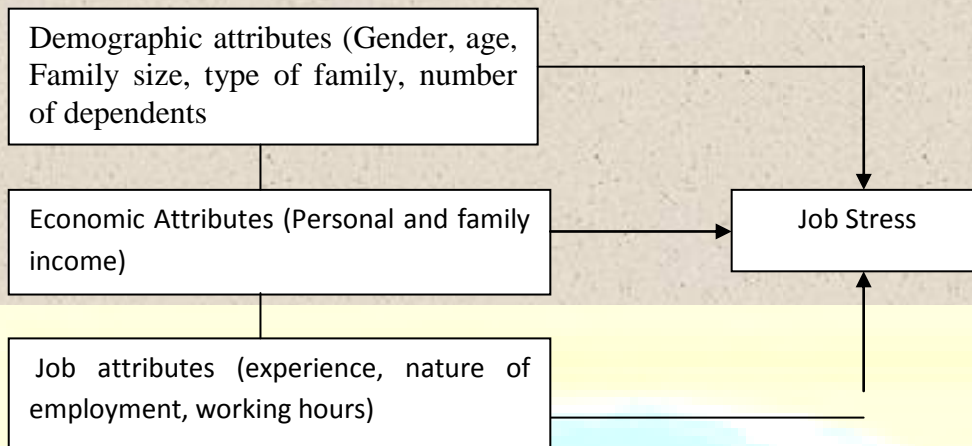 Demographic attributes (Gender, age,
Family size, type of family, number
of dependents
Economic Attributes (Personal and family
income)
Job Stress
Job attributes (experience, nature of
employment, working hours)